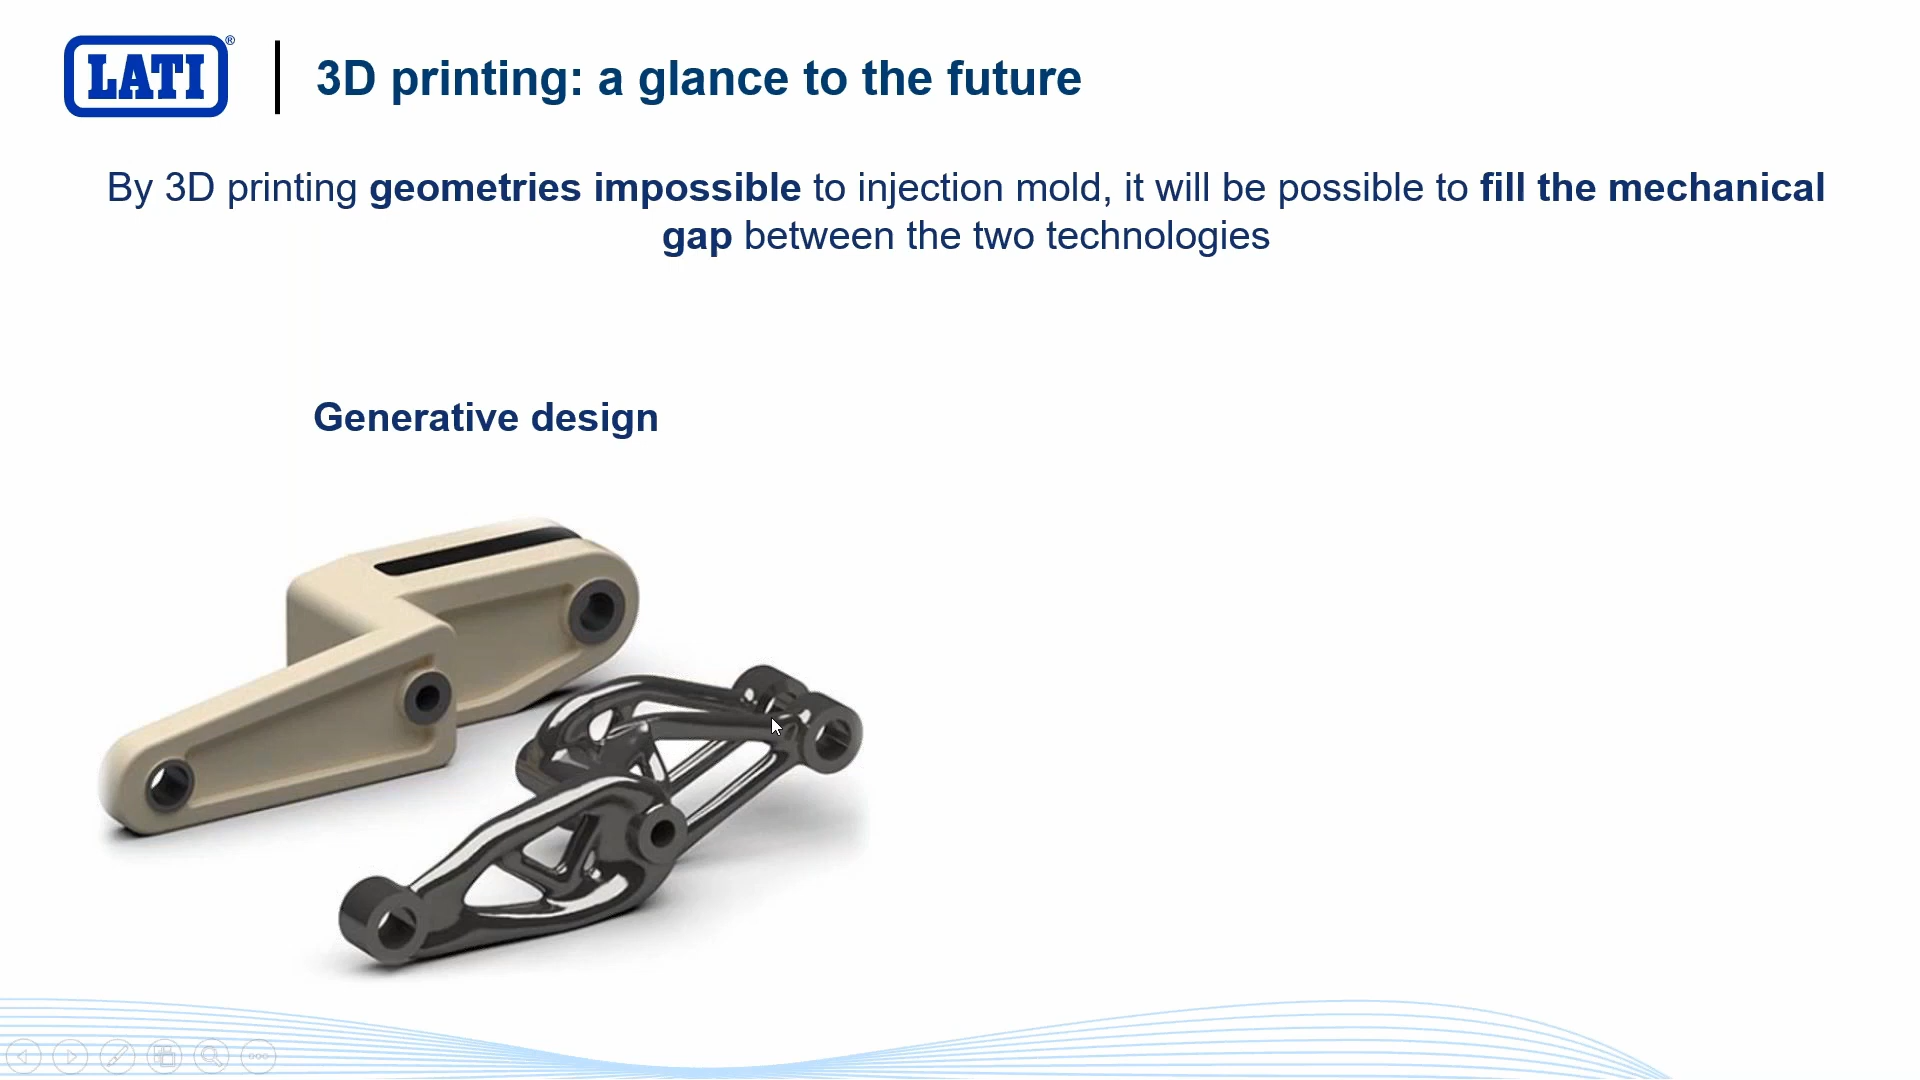 LATI®
3D printing: a glance to the future
By 3D printing geometries impossible to injection mold, it will be possible to fill the mechanical
gap between the two technologies
Generative design